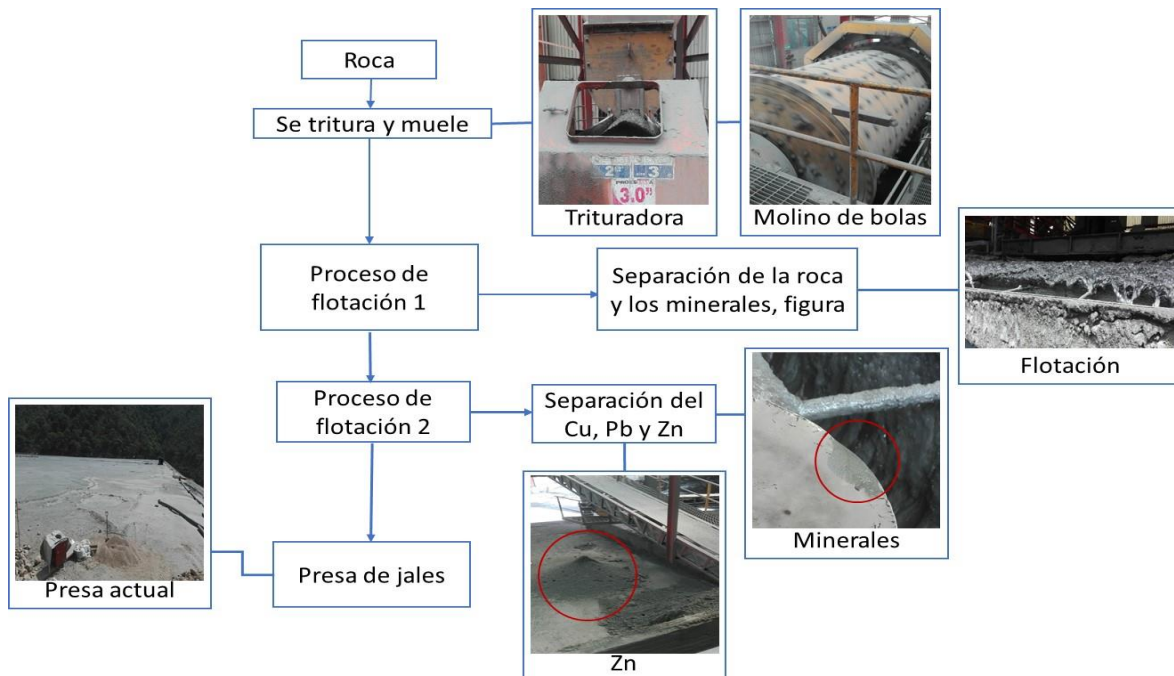 Roca
Se tritura y muele
3.0"
Trituradora
Molino de bolas
Proceso de
flotación 1
Separación de la roca
y los minerales, figura
Flotación
Proceso de
flotación 2
Separación del
Cu, Pb y Zn
Minerales
Presa actual
Presa de jales
Zn